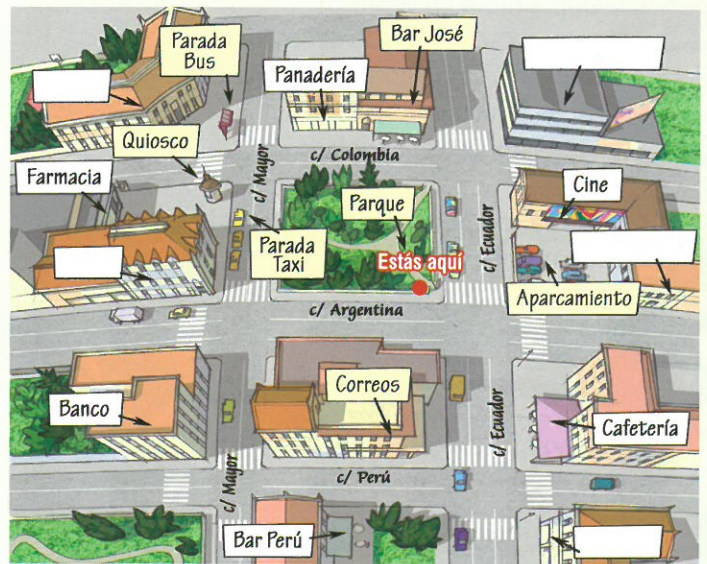 Parada
Bus
Bar José
Panadería
Quiosco
c/ Mayor
c/ Colombia
Farmacia
Parque
Cine
Parada
Taxi
Estás aquí
c/ Ecuador
Aparcamiento
c/ Argentina
Banco
Correos
c/ Ecuador
Cafetería
c/ Mayor
c/ Perú
Bar Perú